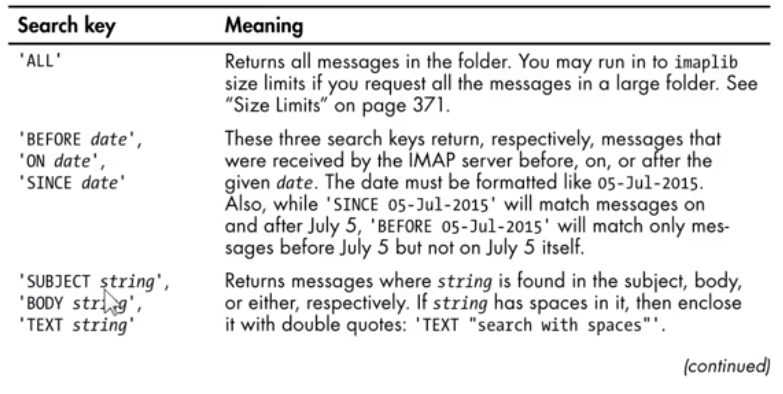 Search key Meaning
'ALL' Returns all messages in the folder. You may run in to imaplib
size limits if you request all the messages in a large folder. See
“Size Limits” on page 371.
'BEFORE date', These three search keys return, respectively, messages that
'ON date', were received by the IMAP server before, on, or after the
'SINCE date' given date. The date must be formatted like 05-Jul-2015.
Also, while 'SINCE 05-Jul-2015' will match messages on
and after July 5, 'BEFORE 05-Jul-2015' will match only mes-
sages before July 5 but not on July 5 itself.
'SUBJECT string', Returns messages where string is found in the subject, body,
'BODY string', or either, respectively. If string has spaces in it, then enclose
'TEXT string' it with double quotes: 'TEXT "search with spaces"'.
(continued)